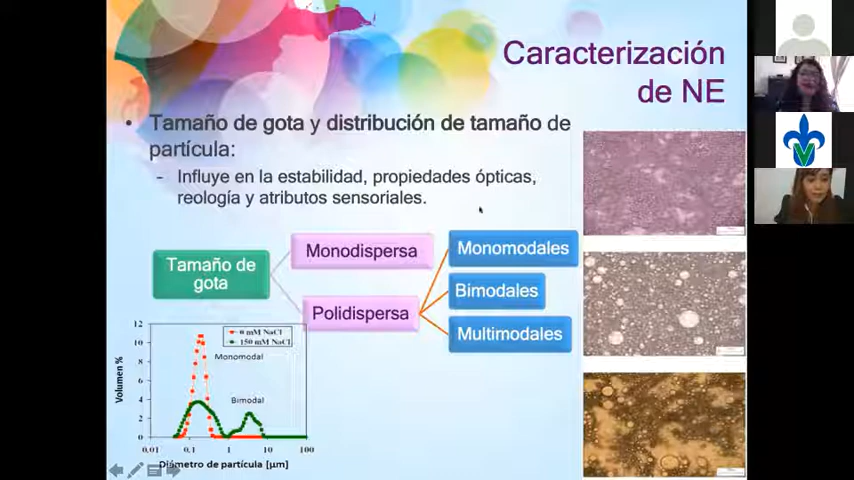 Caracterización
de NE
• Tamaño de gota y distribución de tamaño de
partícula:
- Influye en la estabilidad, propiedades ópticas,
reología y atributos sensoriales.
Tamaño de
gota
Monodispersa
Polidispersa
Monomodales
Bimodales
Multimodales
0 mM NaCl
150 mM NaCl
Monomodal
Bimodal
Volumen %
12
10
8
6
4
2
0
0.01
0.1
1
10
100
Diámetro de partícula [µm]